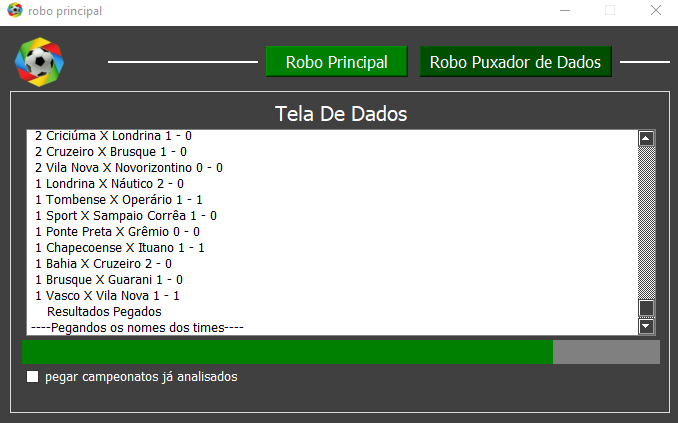 robo principal
Robo Principal
Robo Puxador de Dados
Tela De Dados
2 Criciúma X Londrina 1 - 0
2 Cruzeiro X Brusque 1 - 0
2 Vila Nova X Novorizontino 0 - 0
1 Londrina X Náutico 2 - 0
1 Tombense X Operário 1 - 1
1 Sport X Sampaio Corrêa 1 - 0
1 Ponte Preta X Grêmio 0 - 0
1 Chapecoense X Ituano 1 - 1
1 Bahia X Cruzeiro 2 - 0
1 Brusque X Guarani 1 - 0
1 Vasco X Vila Nova 1 - 1
Resultados Pegados
----Pegandos os nomes dos times----
pegar campeonatos já analisados